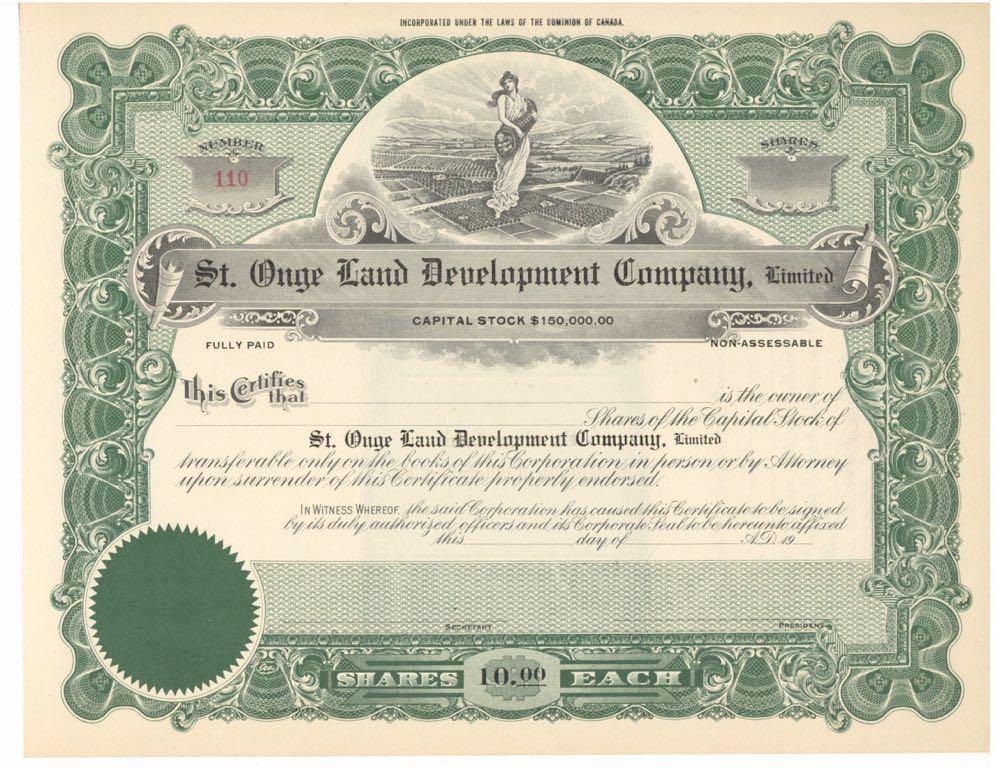 INCORPORATED UNDER THE LAWS OF THE DOMINION OF CANADA.
NUMBER
110
SHARES
St. Onge Land Development Company, Limited
CAPITAL STOCK $150,000.00
FULLY PAID
NON-ASSESSABLE
This Certifies that is the owner of
Shares of the Capital Stock of
St. Onge Land Development Company, Limited
transferable only on the books of this Corporation in person or by Attorney
upon surrender of this Certificate properly endorsed.
IN WITNESS WHEREOF, the said Corporation has caused this Certificate to be signed
by its duly authorized officers and its Corporate Seal to be hereunto affixed
this day of A.D. 19
SECRETARY
PRESIDENT
SHARES 10.00 EACH